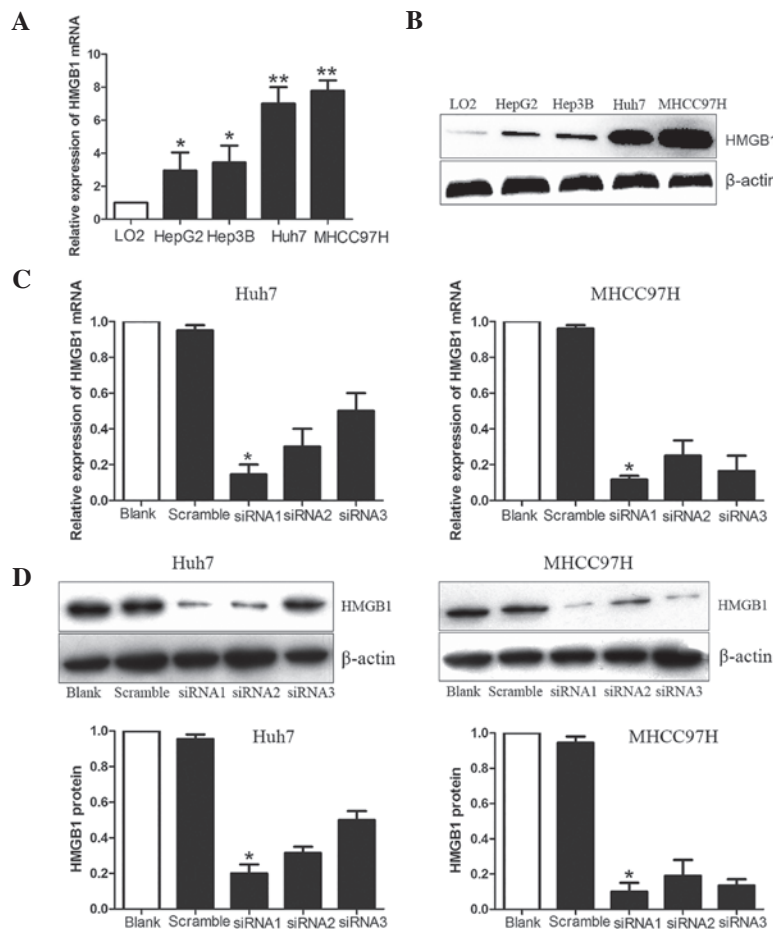 A
Relative expression of HMGB1 mRNA
10
8
6
4
2
0
* * ** **
LO2 HepG2 Hep3B Huh7 MHCC97H
B
LO2 HepG2 Hep3B Huh7 MHCC97H
HMGB1
β-actin
C
Huh7
Relative expression of HMGB1 mRNA
1.0
0.8
0.6
0.4
0.2
0.0
*
Blank Scramble siRNA1 siRNA2 siRNA3
MHCC97H
Relative expression of HMGB1 mRNA
1.0
0.8
0.6
0.4
0.2
0.0
*
Blank Scramble siRNA1 siRNA2 siRNA3
D
Huh7
HMGB1
β-actin
Blank Scramble siRNA1 siRNA2 siRNA3
MHCC97H
HMGB1
β-actin
Blank Scramble siRNA1 siRNA2 siRNA3
Huh7
HMGB1 protein
1.0
0.8
0.6
0.4
0.2
0.0
*
Blank Scramble siRNA1 siRNA2 siRNA3
MHCC97H
HMGB1 protein
1.0
0.8
0.6
0.4
0.2
0.0
*
Blank Scramble siRNA1 siRNA2 siRNA3